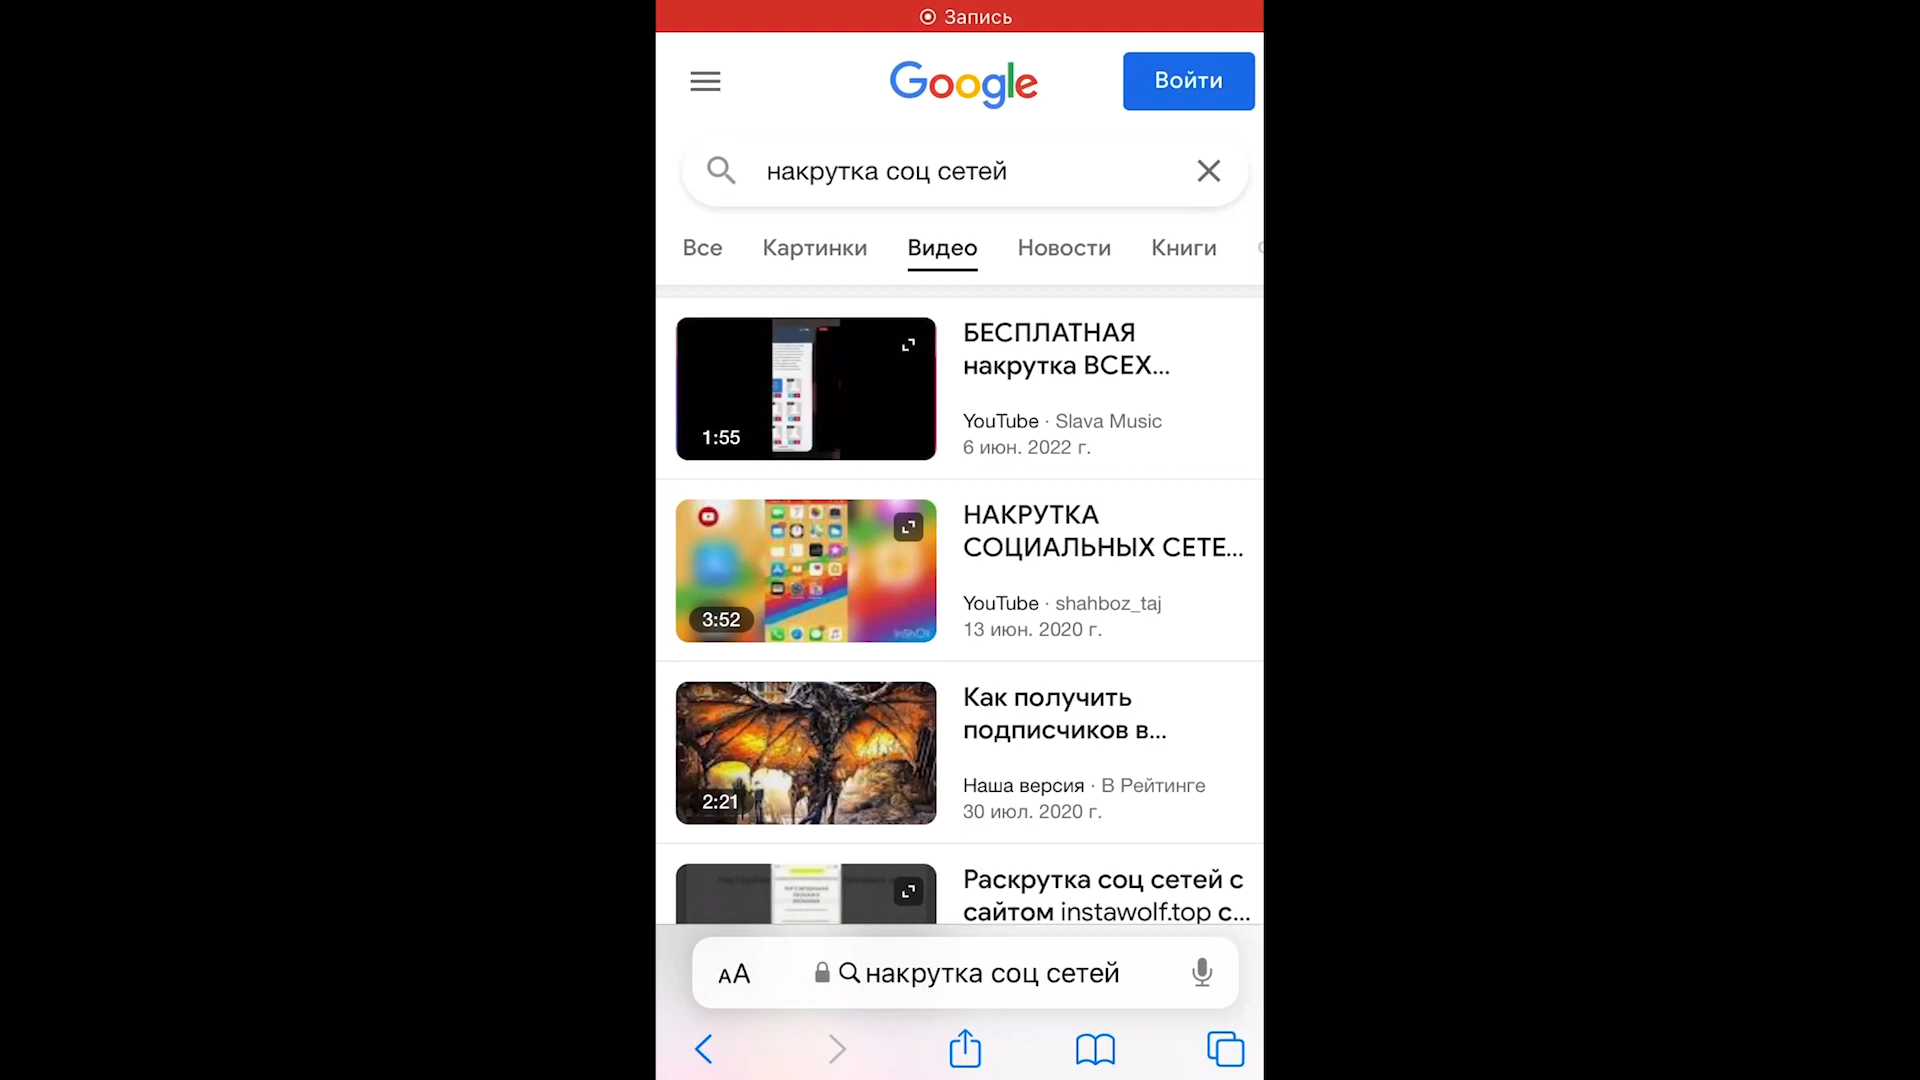 Запись
Google
Войти
накрутка соц сетей
Все Картинки Видео Новости Книги
БЕСПЛАТНАЯ
накрутка ВСЕХ...
YouTube · Slava Music
6 июн. 2022 г.
1:55
НАКРУТКА
СОЦИАЛЬНЫХ СЕТЕ...
YouTube · shahboz_taj
13 июн. 2020 г.
3:52
InShOt
Как получить
подписчиков в...
Наша версия · В Рейтинге
30 июл. 2020 г.
2:21
Раскрутка соц сетей с
сайтом instawolf.top с...
AA накрутка соц сетей